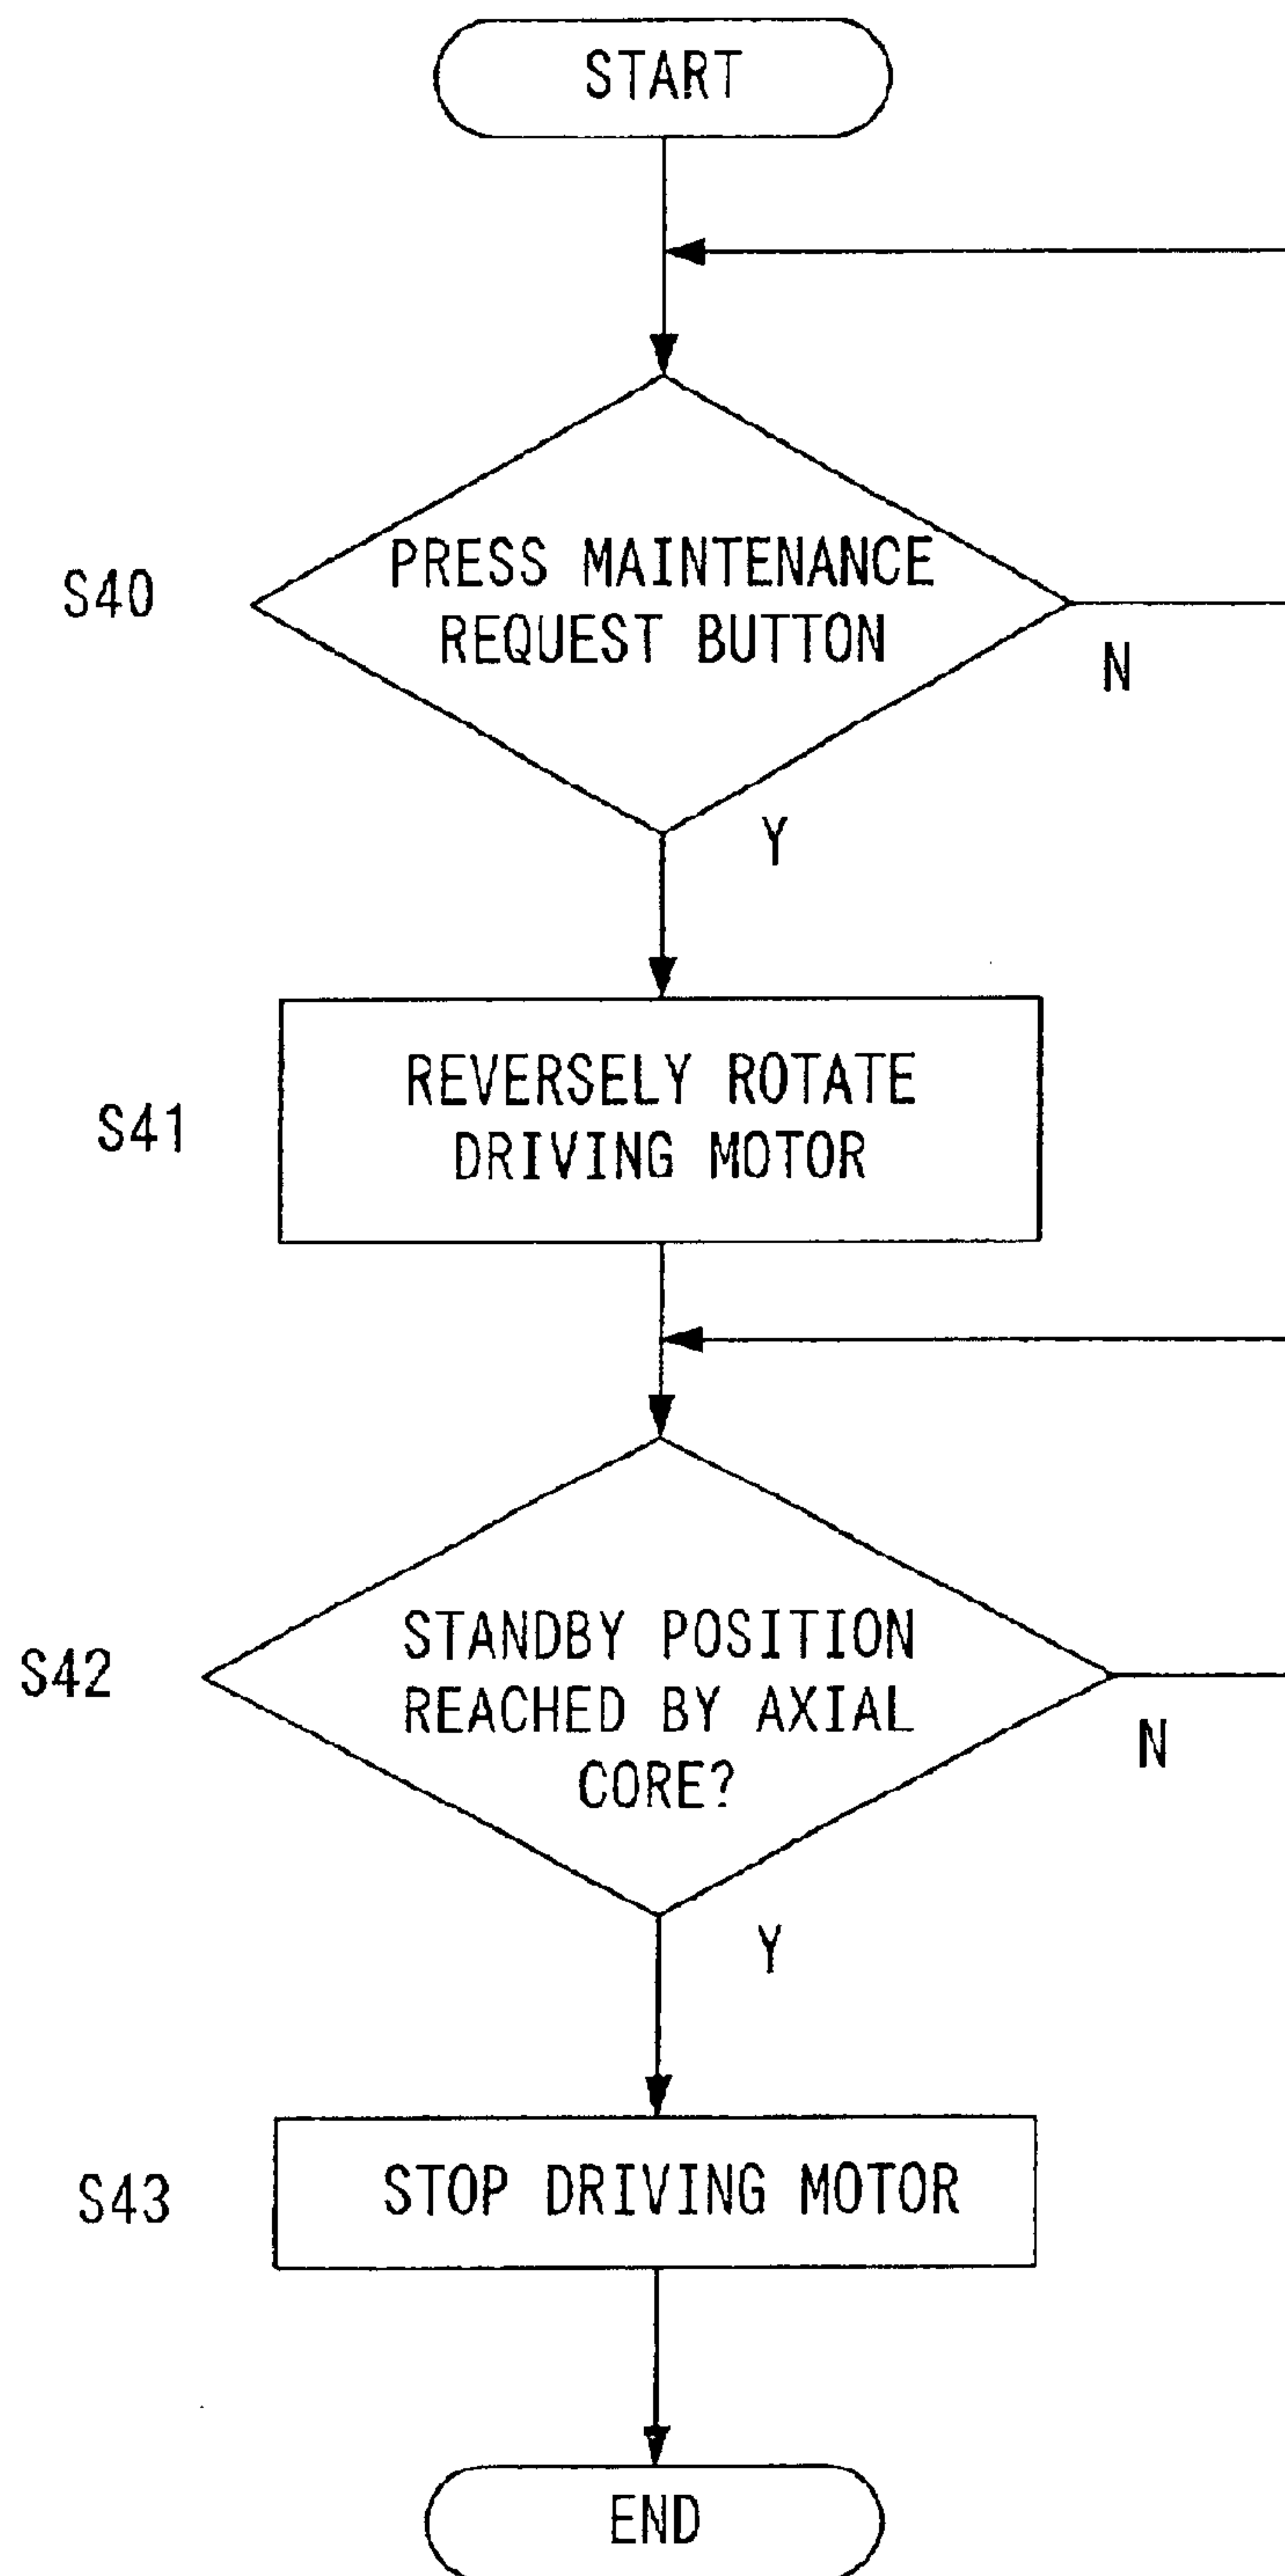 START
S40
PRESS MAINTENANCE
REQUEST BUTTON
N
Y
S41
REVERSELY ROTATE
DRIVING MOTOR
S42
STANDBY POSITION
REACHED BY AXIAL
CORE?
N
Y
S43
STOP DRIVING MOTOR
END